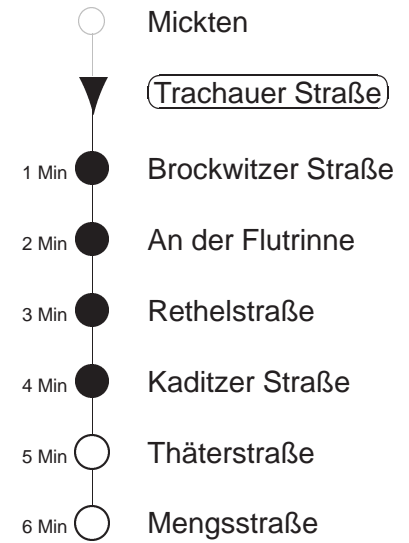 Mickten
Trachauer Straße
1 Min Brockwitzer Straße
2 Min An der Flutrinne
3 Min Rethelstraße
4 Min Kaditzer Straße
5 Min Thäterstraße
6 Min Mengsstraße